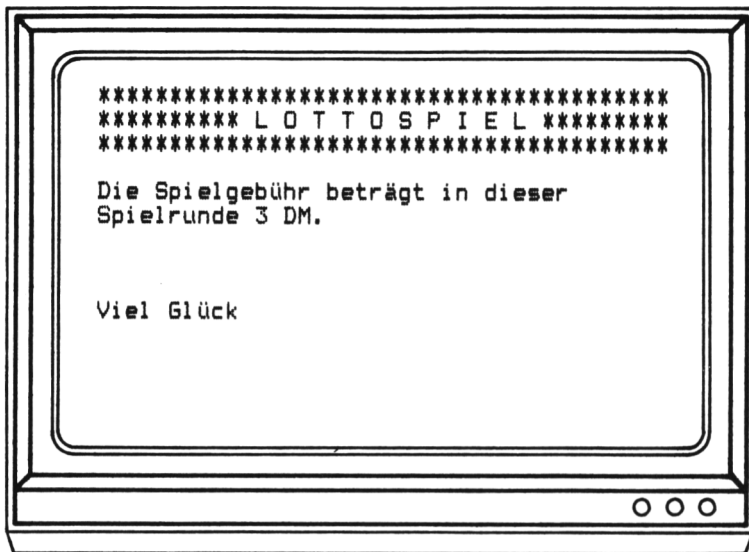 ****************************************
********** L O T T O S P I E L *********
****************************************
Die Spielgebühr beträgt in dieser
Spielrunde 3 DM.
Viel Glück